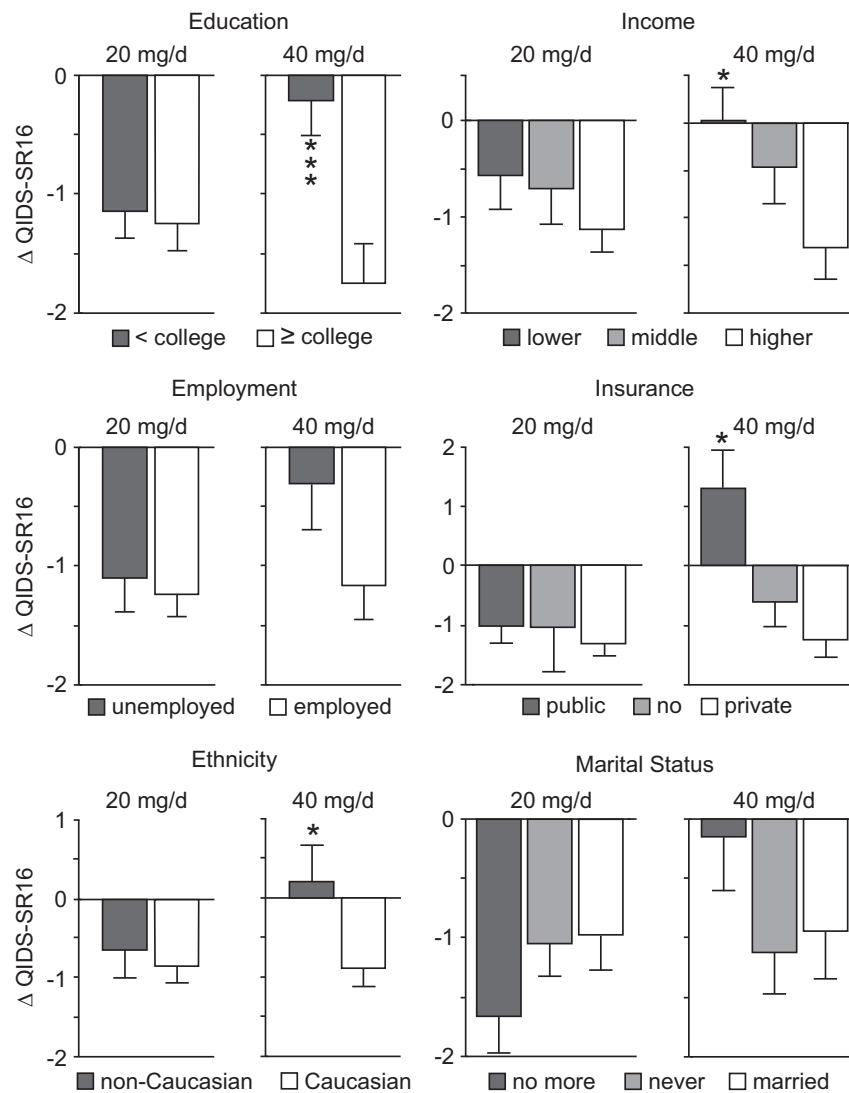 Education
20 mg/d
40 mg/d
Δ QIDS-SR16
0
-1
-2
*
*
*
< college
≥ college
Income
20 mg/d
40 mg/d
0
-1
-2
*
lower
middle
higher
Employment
20 mg/d
40 mg/d
Δ QIDS-SR16
0
-1
-2
unemployed
employed
Insurance
20 mg/d
40 mg/d
2
1
0
-1
-2
*
public
no
private
Ethnicity
20 mg/d
40 mg/d
Δ QIDS-SR16
1
0
-1
-2
*
non-Caucasian
Caucasian
Marital Status
20 mg/d
40 mg/d
0
-1
-2
no more
never
married